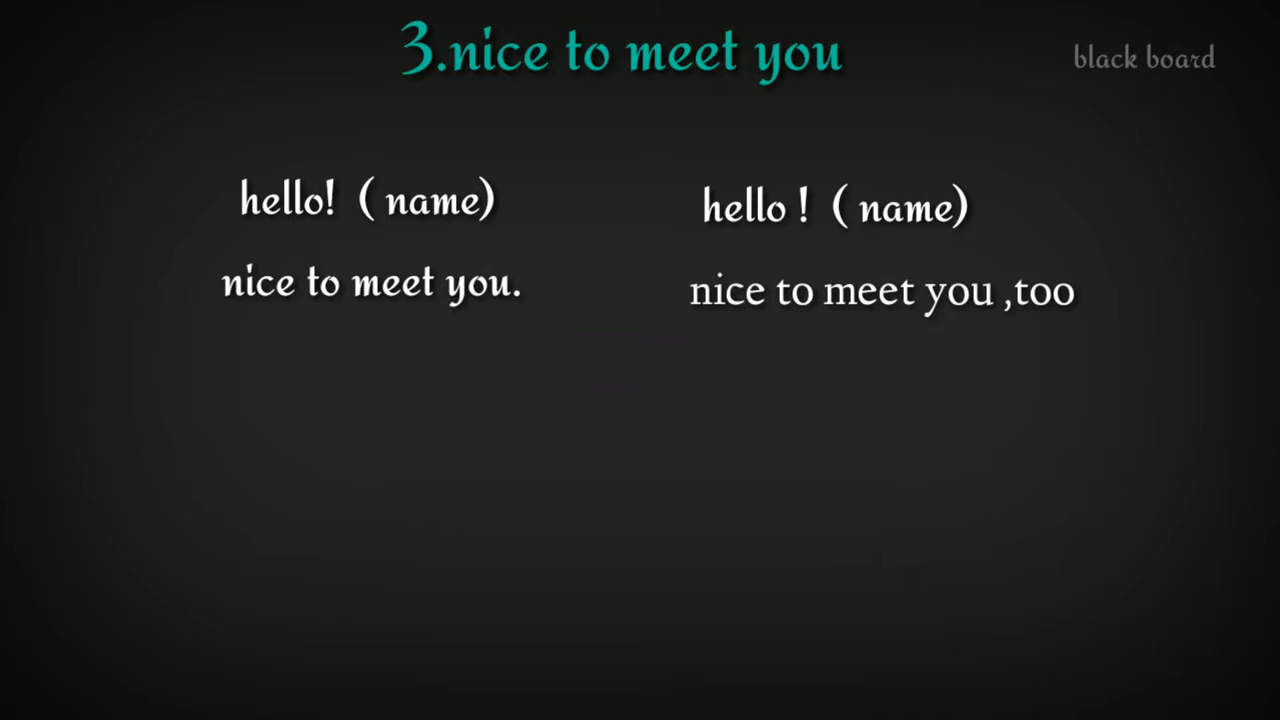 3.nice to meet you
black board
hello! ( name)
nice to meet you.
hello ! ( name)
nice to meet you ,too